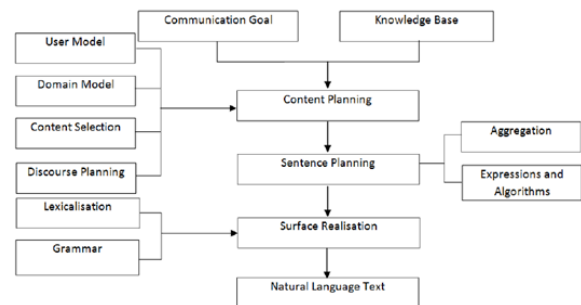 Communication Goal
Knowledge Base
User Model
Domain Model
Content Selection
Discourse Planning
Content Planning
Sentence Planning
Aggregation
Expressions and
Algorithms
Lexicalisation
Grammar
Surface Realisation
Natural Language Text